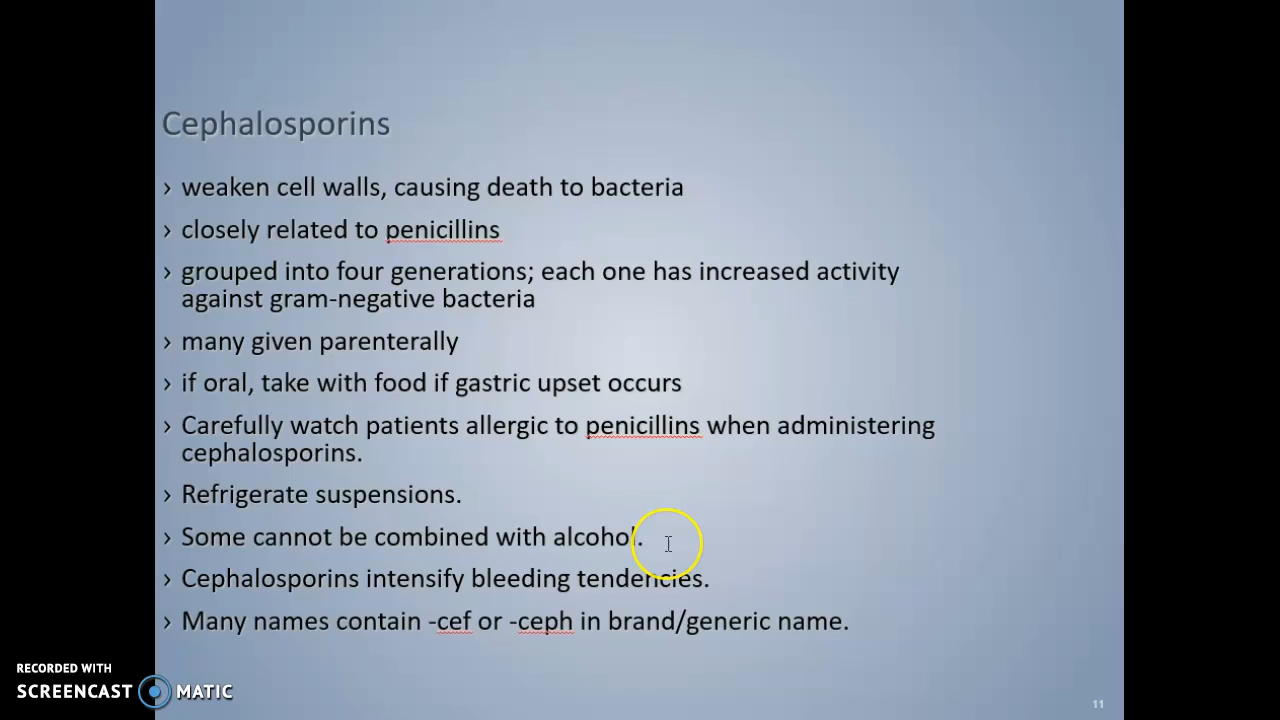 Cephalosporins
› weaken cell walls, causing death to bacteria
› closely related to penicillins
› grouped into four generations; each one has increased activity
against gram-negative bacteria
› many given parenterally
› if oral, take with food if gastric upset occurs
› Carefully watch patients allergic to penicillins when administering
cephalosporins.
› Refrigerate suspensions.
› Some cannot be combined with alcohol.
› Cephalosporins intensify bleeding tendencies.
› Many names contain -cef or -ceph in brand/generic name.
RECORDED WITH
SCREENCAST MATIC
11